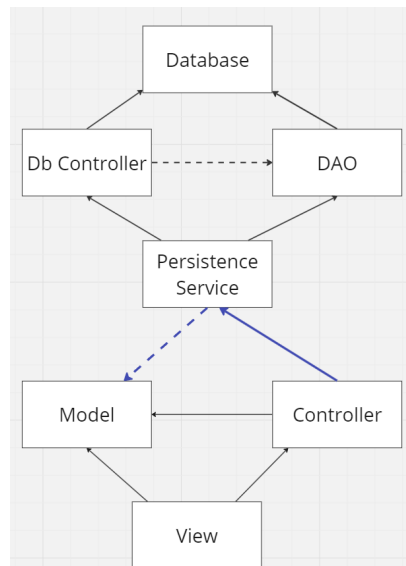 Database
Db Controller
DAO
Persistence
Service
Model
Controller
View